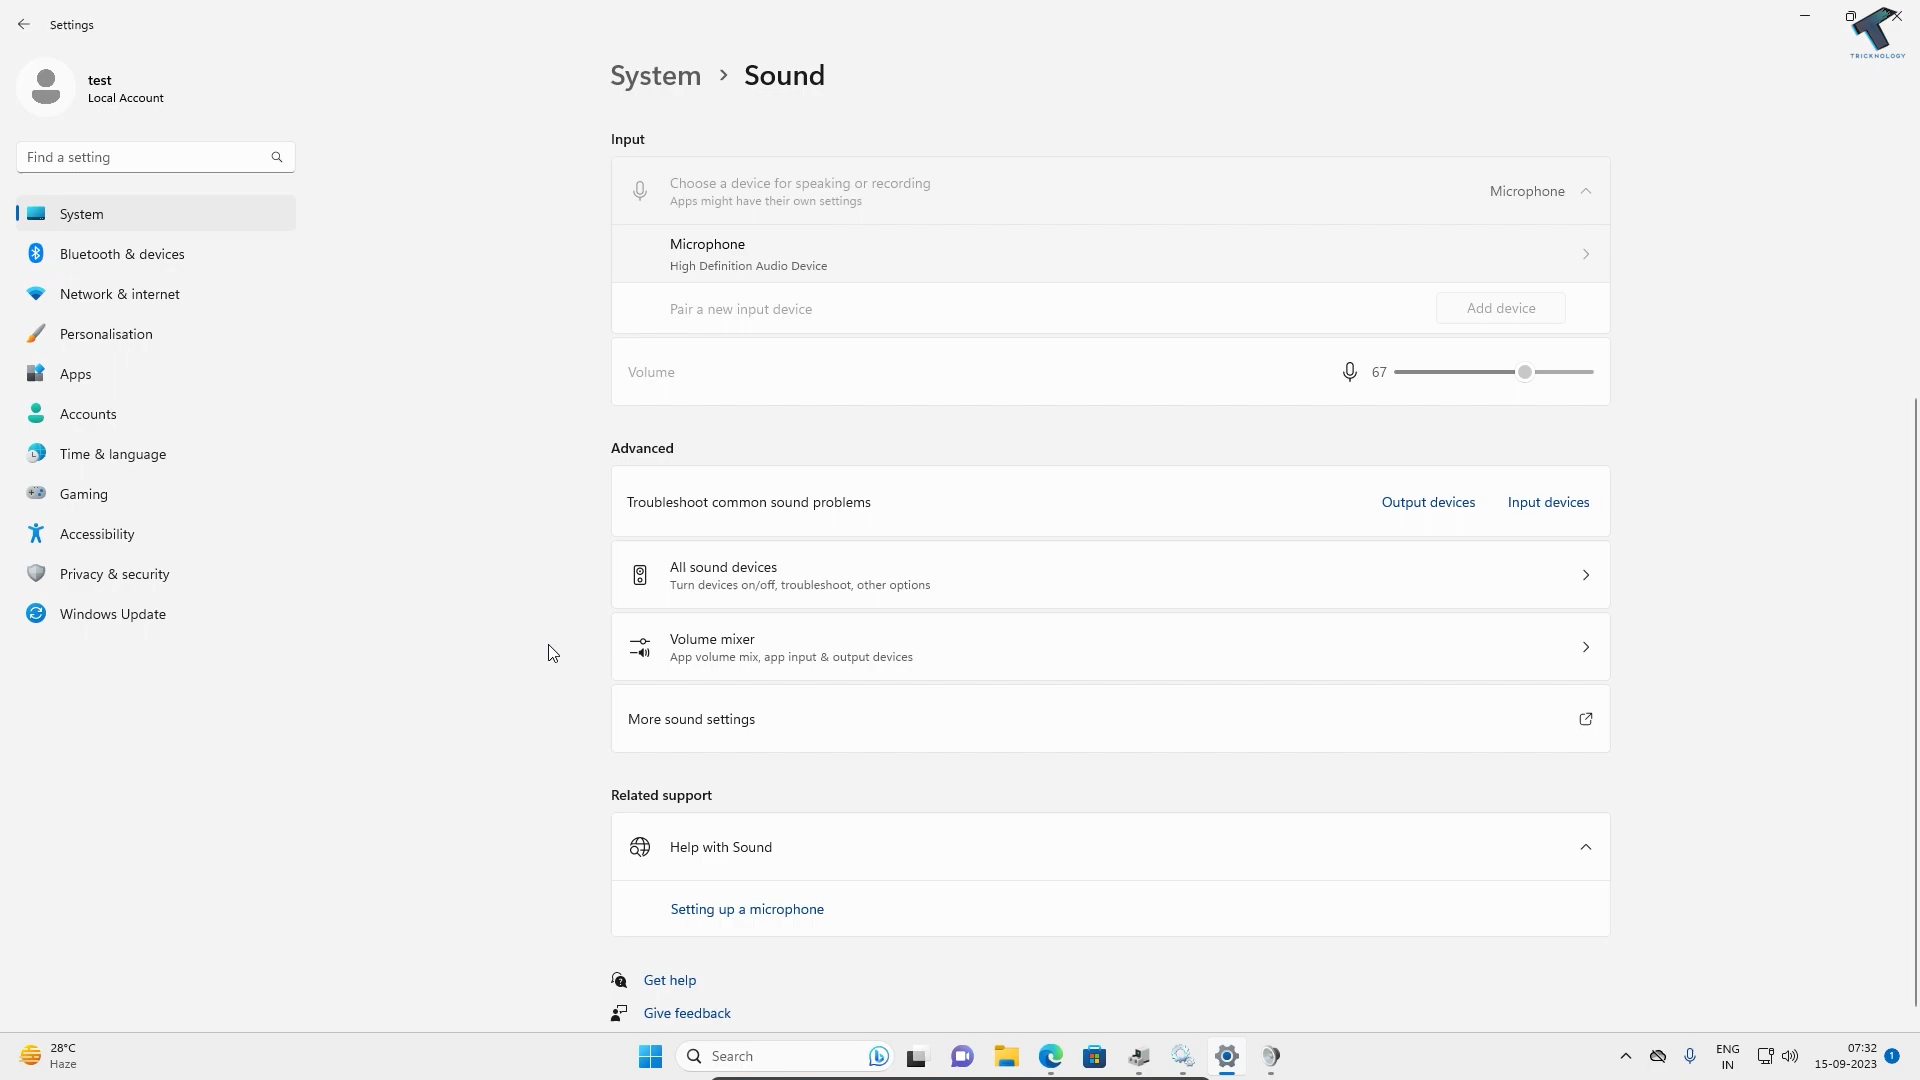 Settings
TRICKNOLOGY
test
Local Account
Find a setting
System
Bluetooth & devices
Network & internet
Personalisation
Apps
Accounts
Time & language
Gaming
Accessibility
Privacy & security
Windows Update
System > Sound
Input
Choose a device for speaking or recording
Apps might have their own settings
Microphone
Microphone
High Definition Audio Device
Pair a new input device
Add device
Volume
67
Advanced
Troubleshoot common sound problems
Output devices
Input devices
All sound devices
Turn devices on/off, troubleshoot, other options
Volume mixer
App volume mix, app input & output devices
More sound settings
Related support
Help with Sound
Setting up a microphone
Get help
Give feedback
28°C
Haze
Search
ENG
IN
07:32
15-09-2023
1